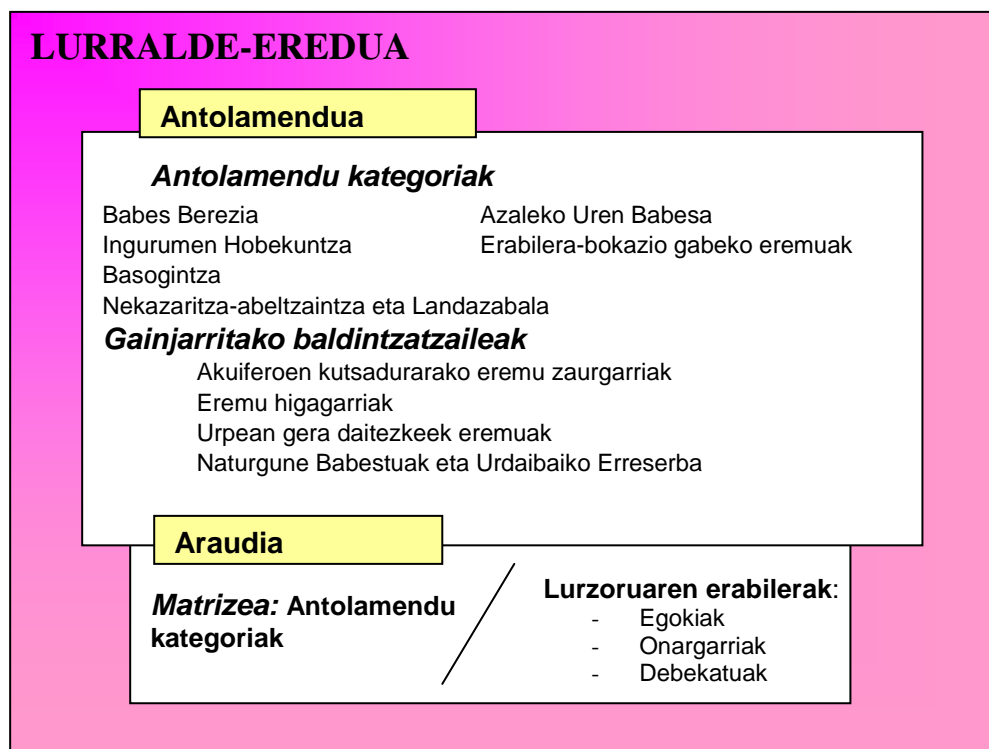 LURRALDE-EREDUA
Antolamendua
Antolamendu kategoriak
Babes Berezia
Azaleko Uren Babesa
Ingurumen Hobekuntza
Erabilera-bokazio gabeko eremuak
Basogintza
Nekazaritza-abeltzaintza eta Landazabala
Gainjarritako baldintzatzaileak
Akuiferoen kutsadurarako eremu zaurgarriak
Eremu higagarriak
Urpean gera daitezkeek eremuak
Naturgune Babestuak eta Urdaibaiko Erreserba
Araudia
Matrizea: Antolamendu
kategoriak
Lurzoruaren erabilerak:
- Egokiak
- Onargarriak
- Debekatuak